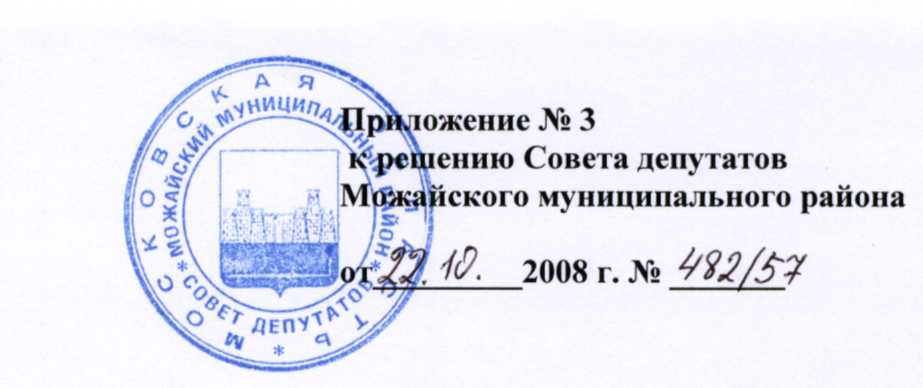 МОСКОВСКАЯ ОБЛАСТЬ *
* МОЖАЙСКИЙ МУНИЦИПАЛЬНЫЙ РАЙОН *
СОВЕТ ДЕПУТАТОВ
Приложение № 3
к решению Совета депутатов
Можайского муниципального района
от 22.10. 2008 г. № 482/57